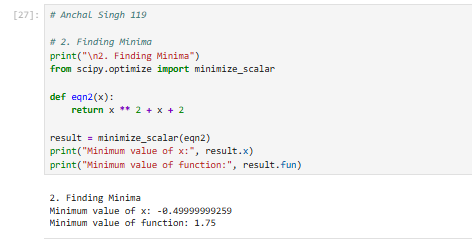 [27]: # Anchal Singh 119
# 2. Finding Minima
print("\n2. Finding Minima")
from scipy.optimize import minimize_scalar
def eqn2(x):
    return x ** 2 + x + 2
result = minimize_scalar(eqn2)
print("Minimum value of x:", result.x)
print("Minimum value of function:", result.fun)
2. Finding Minima
Minimum value of x: -0.49999999259
Minimum value of function: 1.75